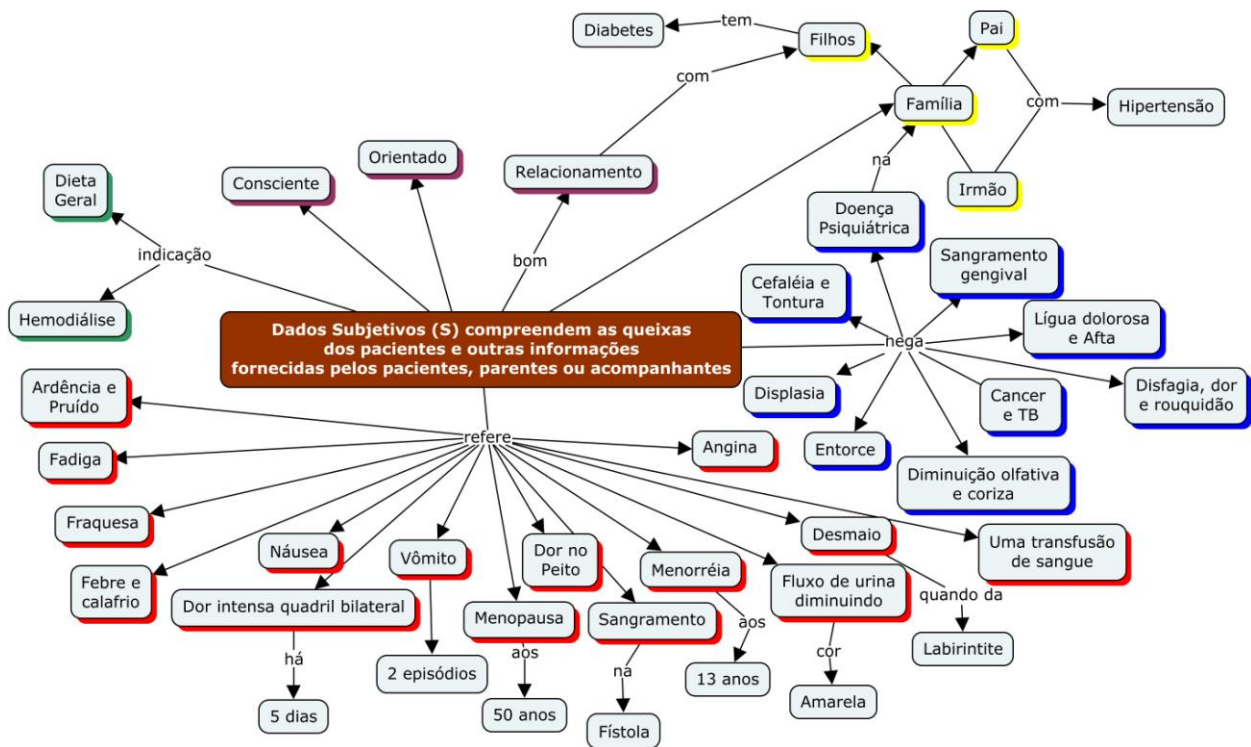 Diabetes
tem
Filhos
Pai
com
Família
com
Hipertensão
Dieta
Geral
Consciente
Orientado
Relacionamento
na
Irmão
indicação
bom
Doença
Psiquiátrica
Sangramento
gengival
Cefaléia e
Tontura
Hemodiálise
Dados Subjetivos (S) compreendem as queixas
dos pacientes e outras informações
fornecidas pelos pacientes, parentes ou acompanhantes
nega
Lígua dolorosa
e Afta
Displasia
Cancer
e TB
Disfagia, dor
e rouquidão
Ardência e
Pruído
refere
Angina
Entorce
Diminuição olfativa
e coriza
Fadiga
Fraquesa
Náusea
Vômito
Dor no
Peito
Menorréia
Desmaio
Uma transfusão
de sangue
Febre e
calafrio
Dor intensa quadril bilateral
Menopausa
Sangramento
Fluxo de urina
diminuindo
quando da
há
aos
na
aos
cor
Labirintite
5 dias
2 episódios
50 anos
Fístola
13 anos
Amarela